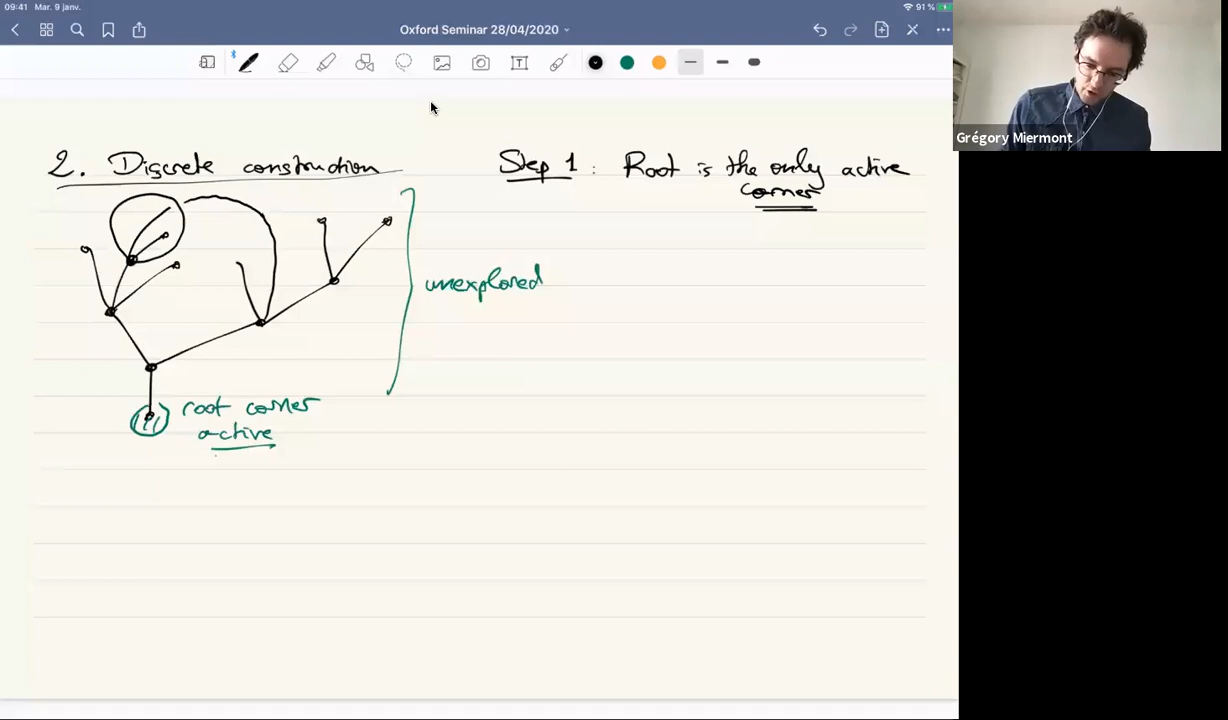 09:41 Mar. 9 janv.
91 %
Oxford Seminar 28/04/2020
Grégory Miermont
2. Discrete construction
Step 1 : Root is the only active
corner
unexplored
root corner
active